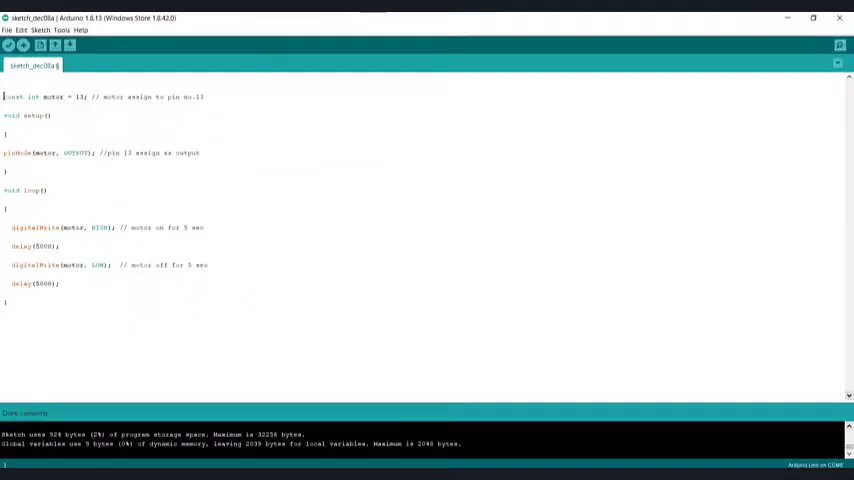 sketch_dec08a | Arduino 1.8.13 (Windows Store 1.8.42.0)
File Edit Sketch Tools Help
sketch_dec08a §
const int motor = 13; // motor assign to pin no.13
void setup()
{
pinMode(motor, OUTPUT); //pin 13 assign as output
}
void loop()
{
digitalWrite(motor, HIGH); // motor on for 5 sec
delay(5000);
digitalWrite(motor, LOW); // motor off for 5 sec
delay(5000);
}
Done compiling
Sketch uses 924 bytes (2%) of program storage space. Maximum is 32256 bytes.
Global variables use 9 bytes (0%) of dynamic memory, leaving 2039 bytes for local variables. Maximum is 2048 bytes.
1
Arduino Uno on COM6